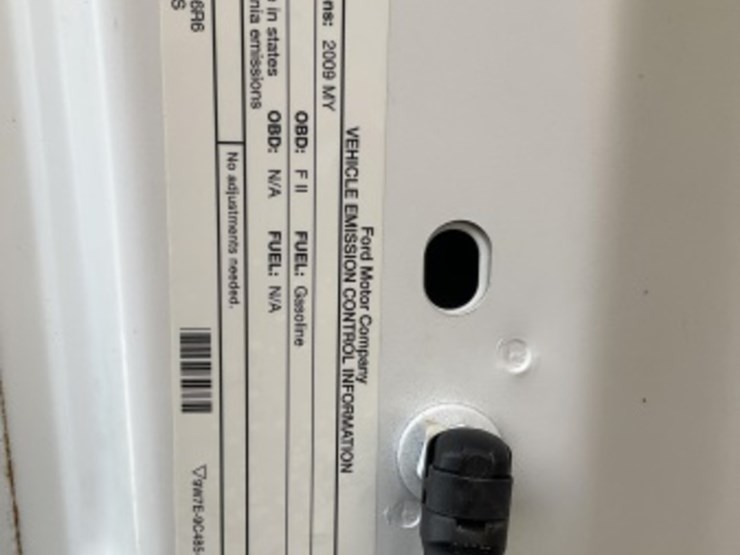 Ford Motor Company
VEHICLE EMISSION CONTROL INFORMATION
ns: 2009 MY
OBD: F II FUEL: Gasoline
in states OBD: N/A FUEL: N/A
nia emissions
No adjustments needed.
6R6
S